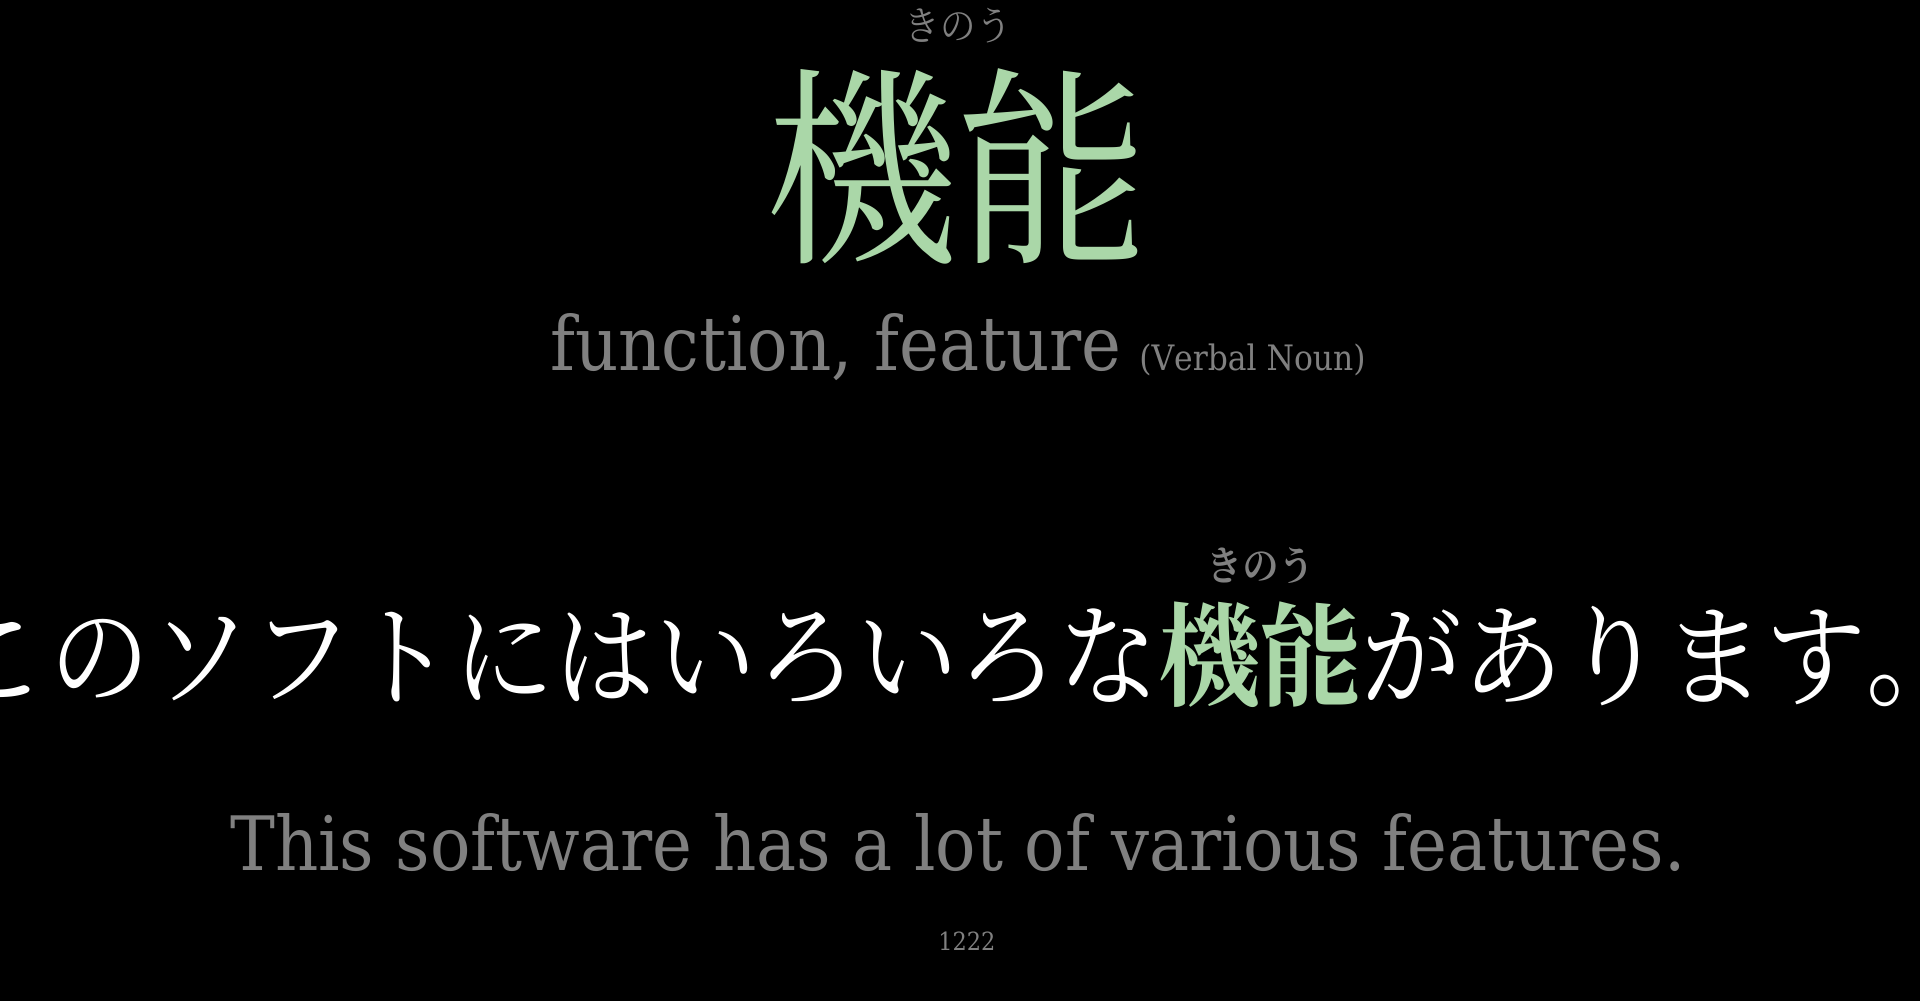 きのう
機能
function, feature (Verbal Noun)
きのう
このソフトにはいろいろな機能があります。
This software has a lot of various features.
1222